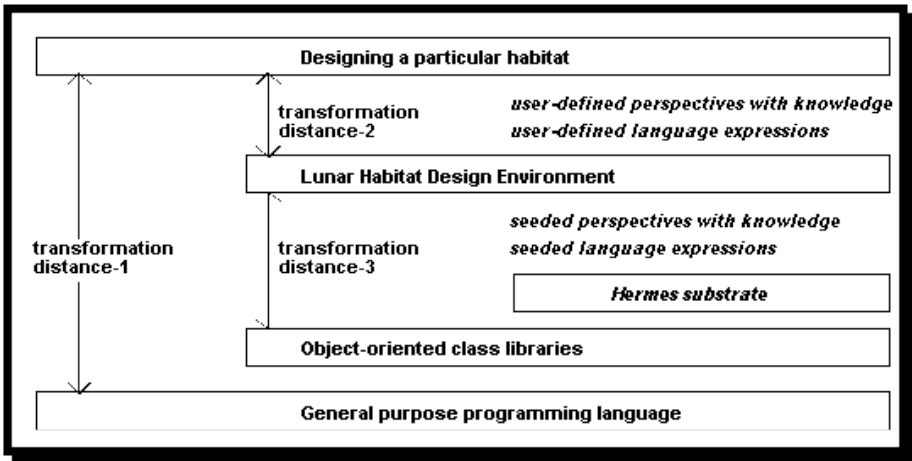 Designing a particular habitat
transformation
distance-2
user-defined perspectives with knowledge
user-defined language expressions
Lunar Habitat Design Environment
transformation
distance-1
transformation
distance-3
seeded perspectives with knowledge
seeded language expressions
Hermes substrate
Object-oriented class libraries
General purpose programming language